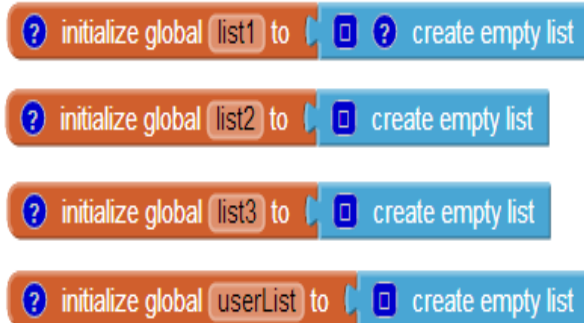 ? initialize global list1 to ? create empty list
? initialize global list2 to create empty list
? initialize global list3 to create empty list
? initialize global userList to create empty list